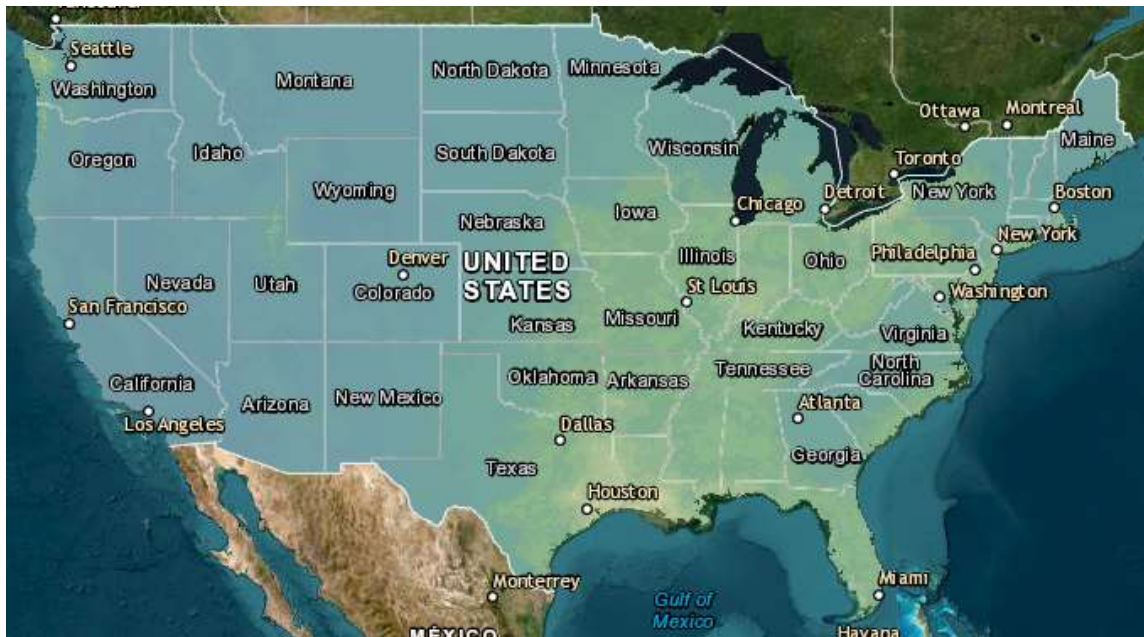 Seattle
Washington
Montana
North Dakota
Minnesota
Ottawa
Montreal
Maine
Oregon
Idaho
South Dakota
Wisconsin
Toronto
Wyoming
Detroit
New York
Boston
Nebraska
Iowa
Chicago
Denver
UNITED
STATES
Illinois
Ohio
Philadelphia
New York
Nevada
Utah
Colorado
St Louis
Washington
San Francisco
Kansas
Missouri
Kentucky
Virginia
California
Arizona
New Mexico
Oklahoma
Arkansas
Tennessee
North
Carolina
Los Angeles
Dallas
Atlanta
Texas
Georgia
Houston
Monterrey
Gulf of
Mexico
Miami
MÉXICO
Havana